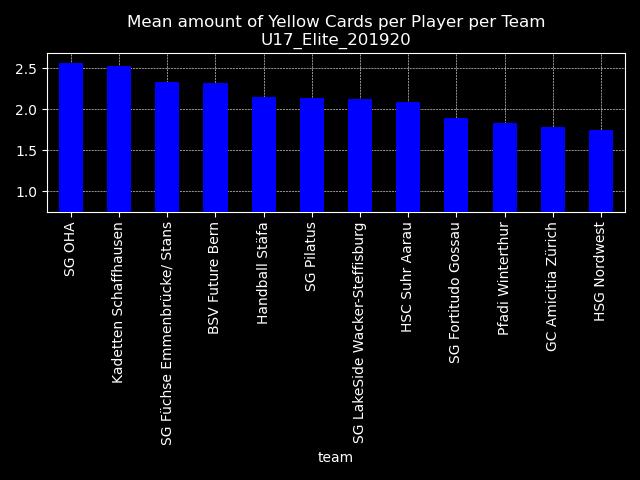 Mean amount of Yellow Cards per Player per Team
U17_Elite_201920
2.5
2.0
1.5
1.0
SG OHA
Kadetten Schaffhausen
SG Füchse Emmenbrücke/ Stans
BSV Future Bern
Handball Stäfa
SG Pilatus
SG LakeSide Wacker-Steffisburg
HSC Suhr Aarau
SG Fortitudo Gossau
Pfadi Winterthur
GC Amicitia Zürich
HSG Nordwest
team